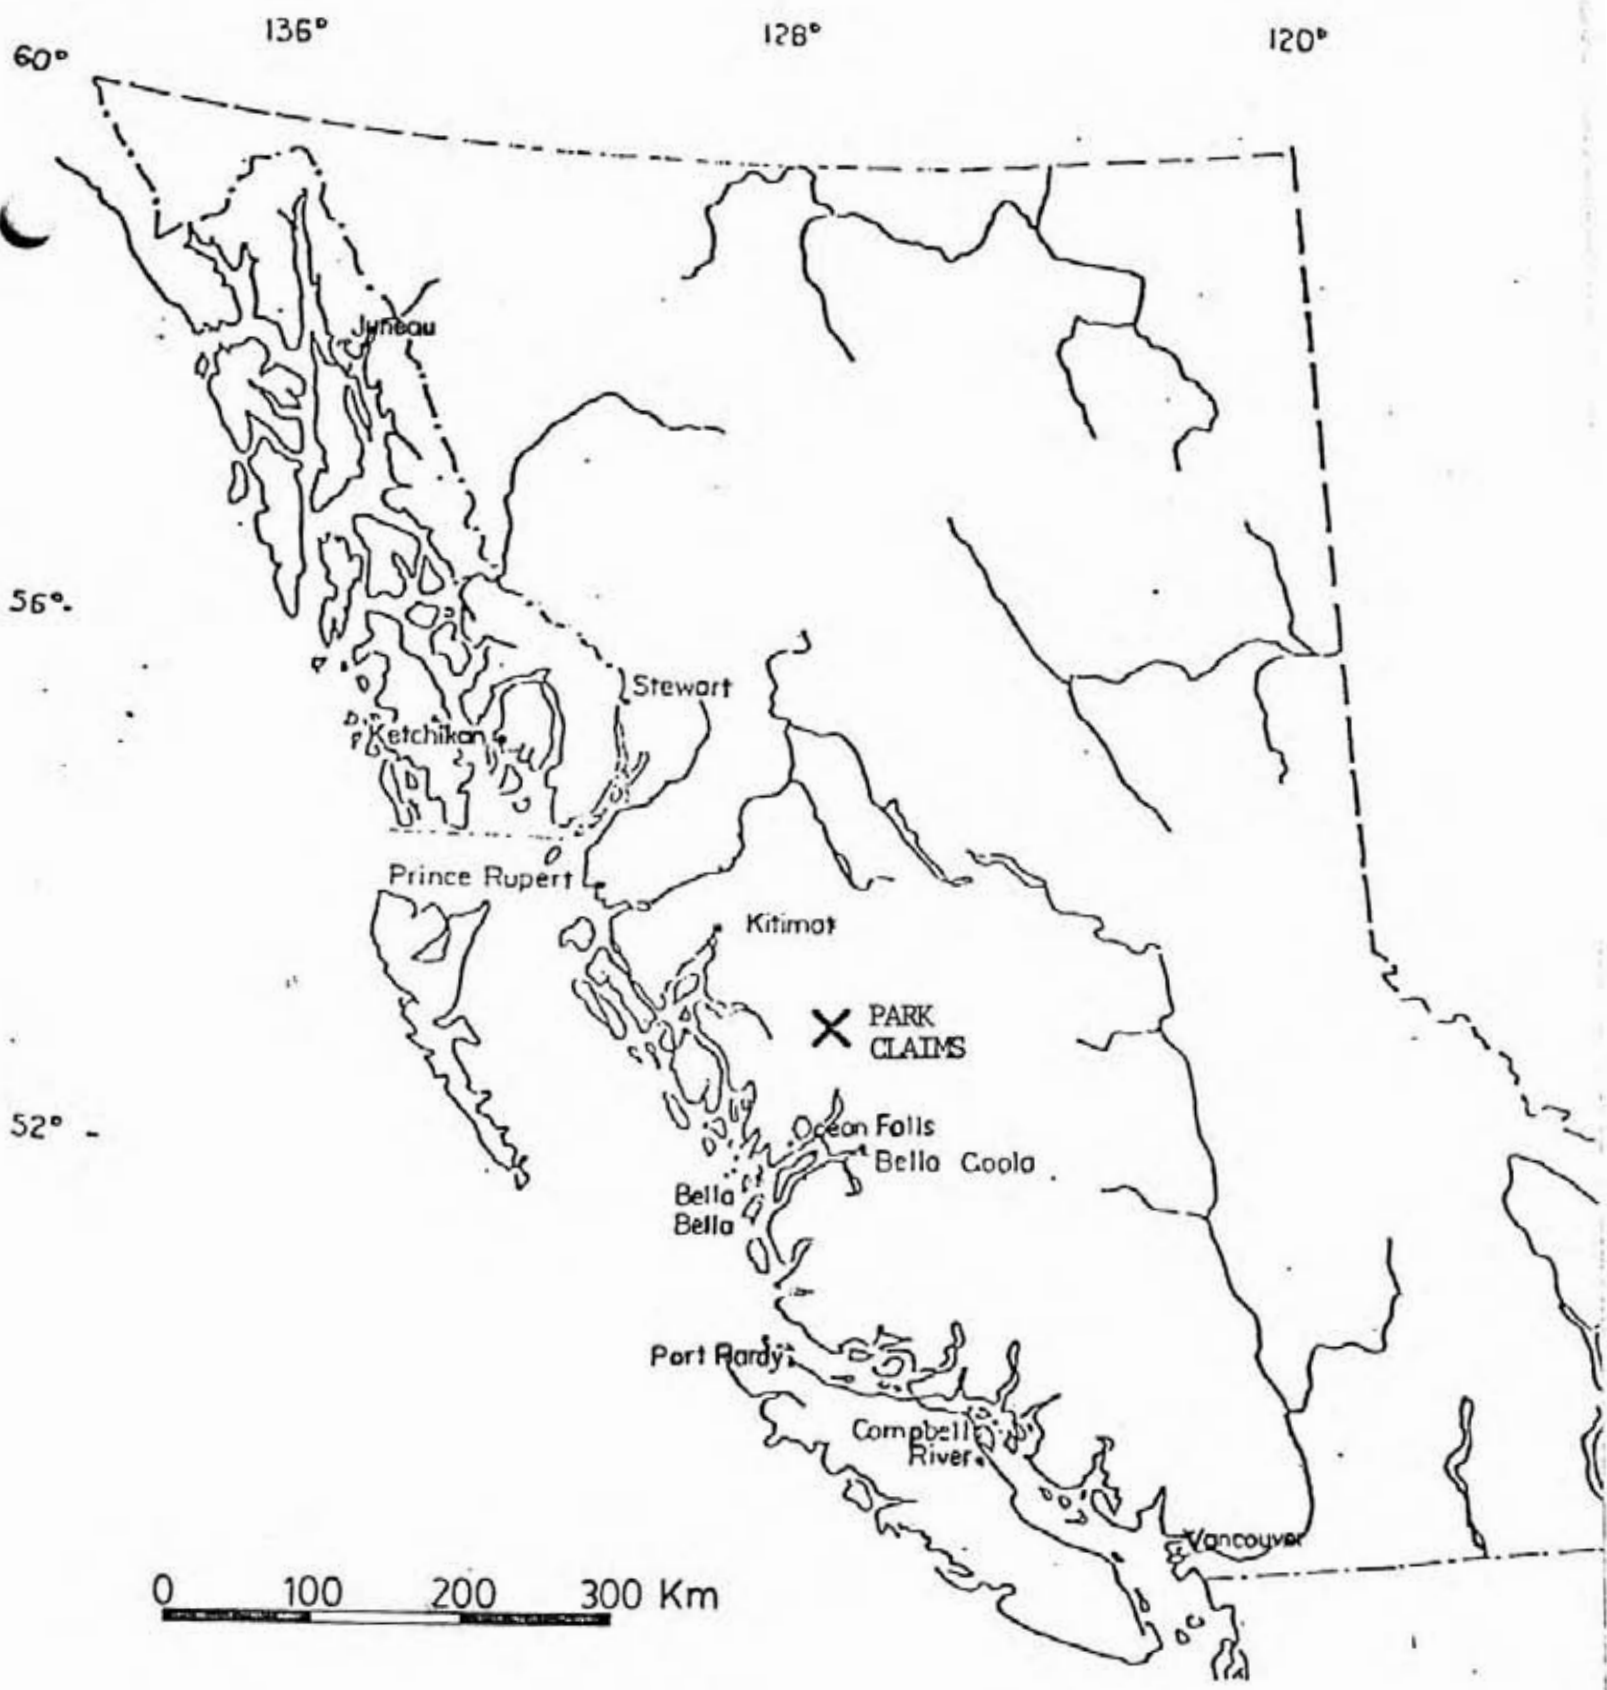 136°
128°
120°
60°
Juneau
56°
Stewart
Ketchikan
Prince Rupert
Kitimat
PARK
CLAIMS
52°
Ocean Falls
Bella Coola
Bella
Bella
Port Hardy
Campbell
River
Vancouver
0 100 200 300 Km